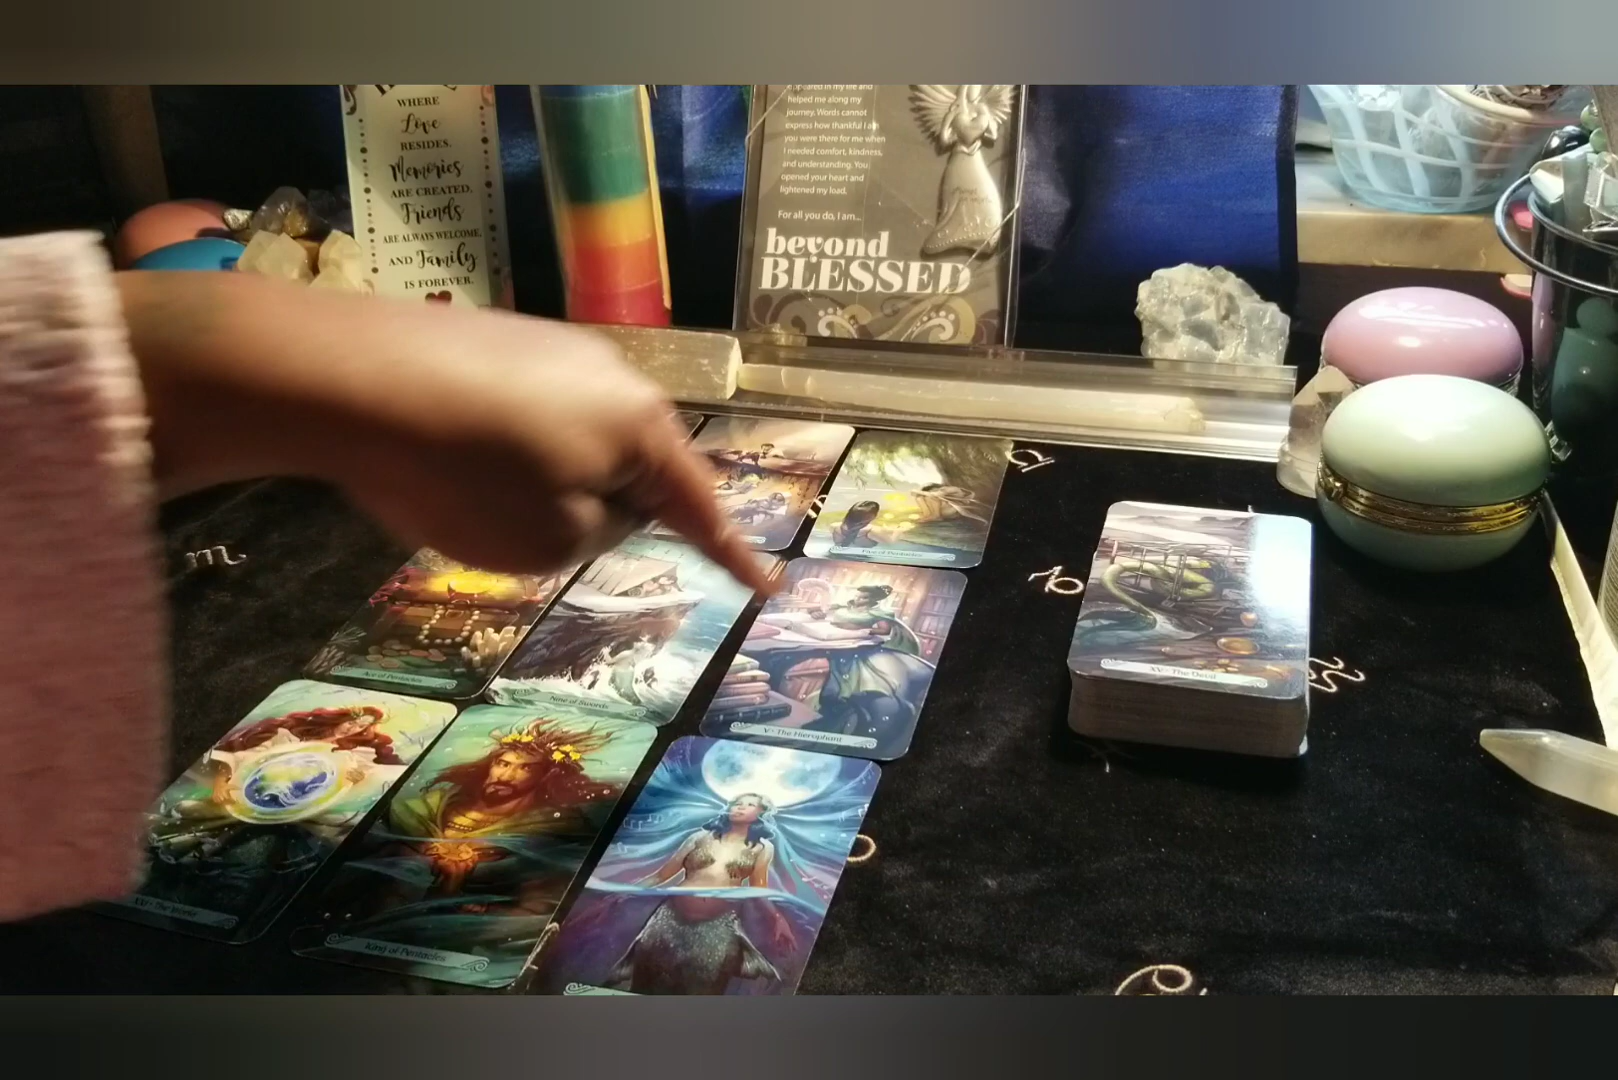 WHERE
Love
RESIDES.
Memories
ARE CREATED.
Friends
ARE ALWAYS WELCOME.
AND Family
IS FOREVER.
appeared in my life and
helped me along my
journey. Words cannot
express how thankful I am
you were there for me when
I needed comfort, kindness,
and understanding. You
opened your heart and
lightened my load.
For all you do, I am...
beyond
BLESSED
Five of Pentacles
Ace of Pentacles
Nine of Swords
V • The Hierophant
XV • The Devil
The World
King of Pentacles